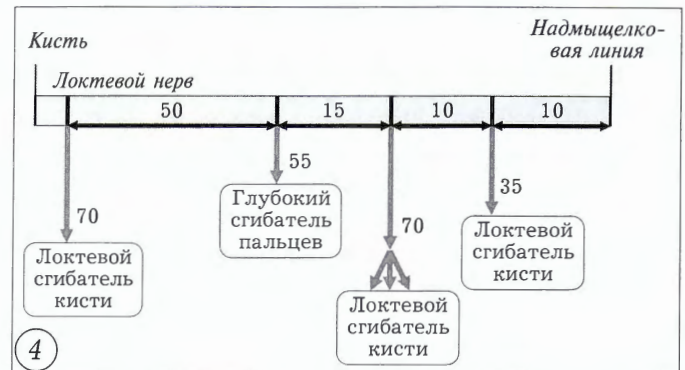 Кисть
Надмыщелко-
вая линия
Локтевой нерв
50 15 10 10
70
Локтевой
сгибатель
кисти
55
Глубокий
сгибатель
пальцев
70
Локтевой
сгибатель
кисти
35
Локтевой
сгибатель
кисти
4